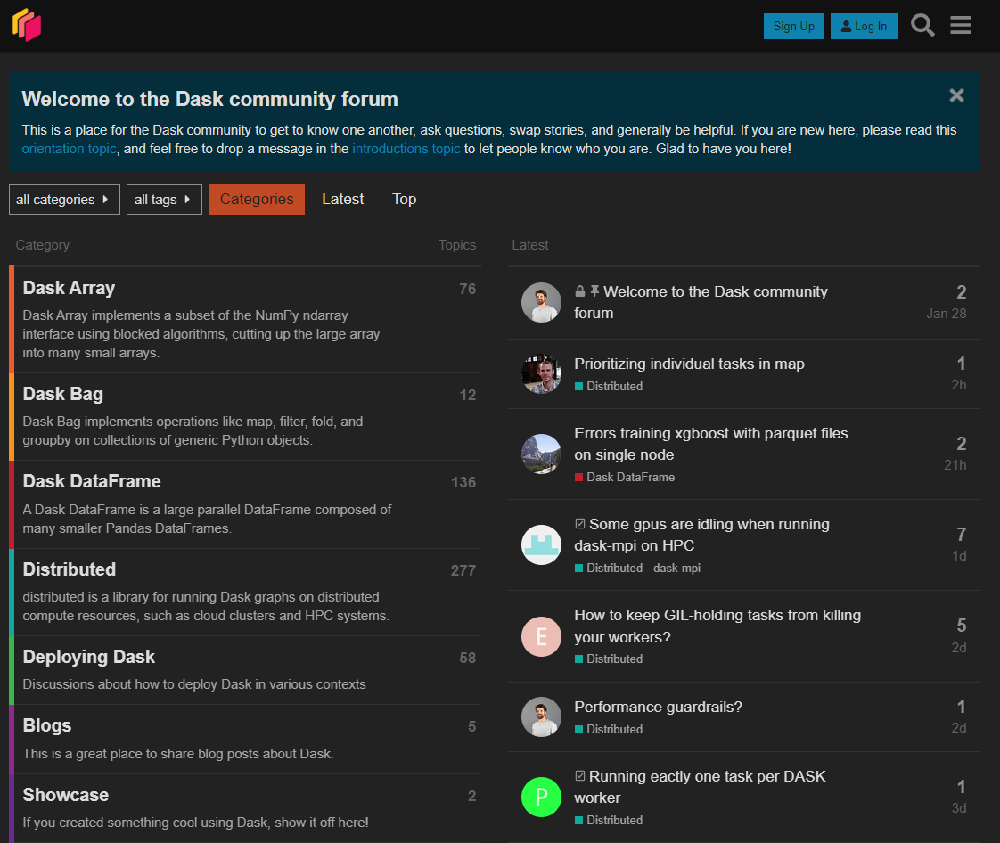 Sign Up
Log In
Welcome to the Dask community forum
This is a place for the Dask community to get to know one another, ask questions, swap stories, and generally be helpful. If you are new here, please read this
orientation topic, and feel free to drop a message in the introductions topic to let people know who you are. Glad to have you here!
all categories
all tags
Categories
Latest
Top
Category
Topics
Dask Array
76
Dask Array implements a subset of the NumPy ndarray
interface using blocked algorithms, cutting up the large array
into many small arrays.
Dask Bag
12
Dask Bag implements operations like map, filter, fold, and
groupby on collections of generic Python objects.
Dask DataFrame
136
A Dask DataFrame is a large parallel DataFrame composed of
many smaller Pandas DataFrames.
Distributed
277
distributed is a library for running Dask graphs on distributed
compute resources, such as cloud clusters and HPC systems.
Deploying Dask
58
Discussions about how to deploy Dask in various contexts
Blogs
5
This is a great place to share blog posts about Dask.
Showcase
2
If you created something cool using Dask, show it off here!
Latest
Welcome to the Dask community
forum
2
Jan 28
Prioritizing individual tasks in map
Distributed
1
2h
Errors training xgboost with parquet files
on single node
Dask DataFrame
2
21h
Some gpus are idling when running
dask-mpi on HPC
Distributed dask-mpi
7
1d
E
How to keep GIL-holding tasks from killing
your workers?
Distributed
5
2d
Performance guardrails?
Distributed
1
2d
P
Running eactly one task per DASK
worker
Distributed
1
3d